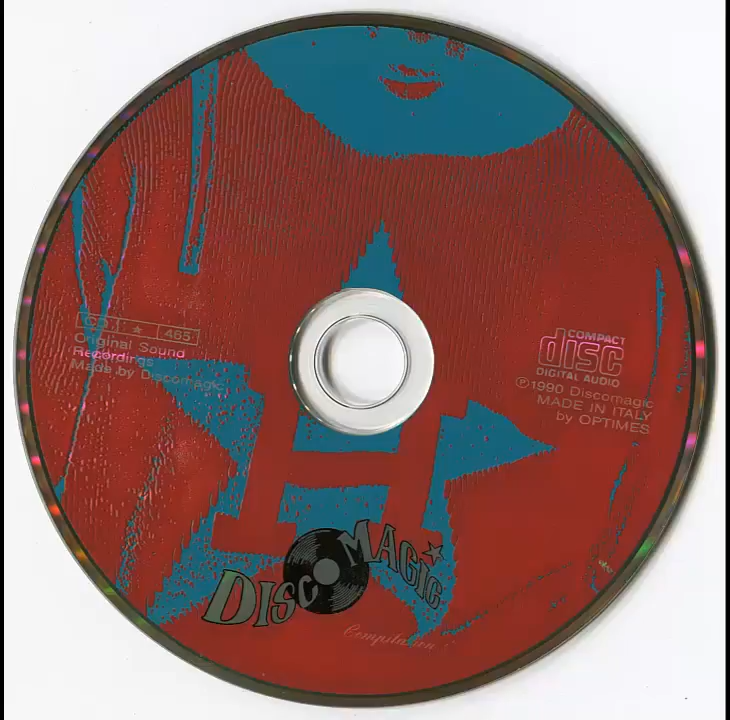 CD ★ 465
Original Sound
Recordings
Made by Discomagic
COMPACT
disc
DIGITAL AUDIO
℗1990 Discomagic
MADE IN ITALY
by OPTIMES
H
DISCOMAGIC
Compilation